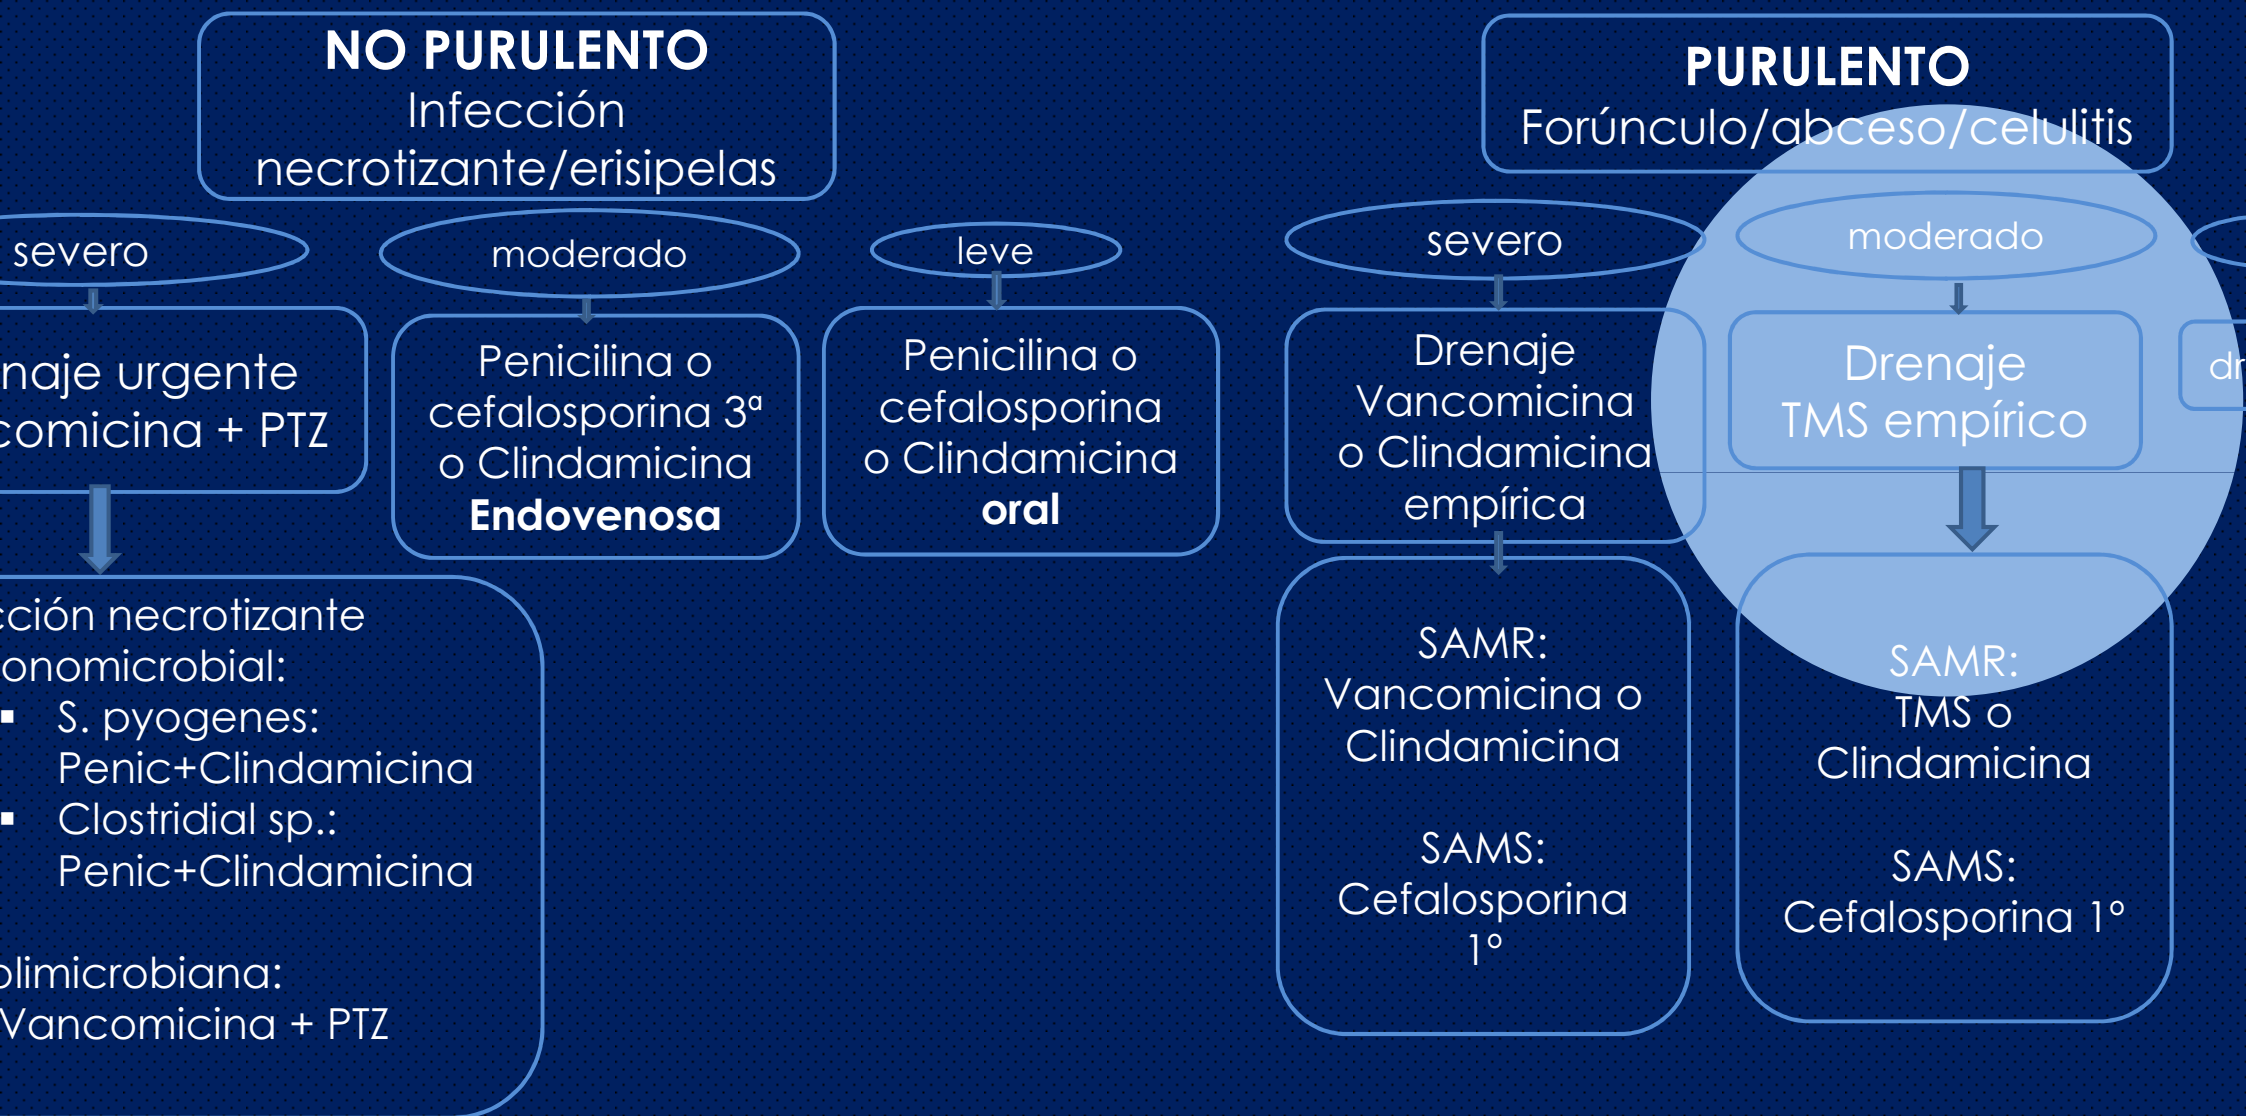 NO PURULENTO
Infección
necrotizante/erisipelas
severo
naje urgente
comicina + PTZ
cción necrotizante
onomicrobial:
▪ S. pyogenes:
Penic+Clindamicina
▪ Clostridial sp.:
Penic+Clindamicina
olimicrobiana:
Vancomicina + PTZ
moderado
Penicilina o
cefalosporina 3ª
o Clindamicina
Endovenosa
leve
Penicilina o
cefalosporina
o Clindamicina
oral
PURULENTO
Forúnculo/abceso/celulitis
severo
Drenaje
Vancomicina
o Clindamicina
empírica
SAMR:
Vancomicina o
Clindamicina
SAMS:
Cefalosporina
1º
moderado
Drenaje
TMS empírico
SAMR:
TMS o
Clindamicina
SAMS:
Cefalosporina 1º
dr